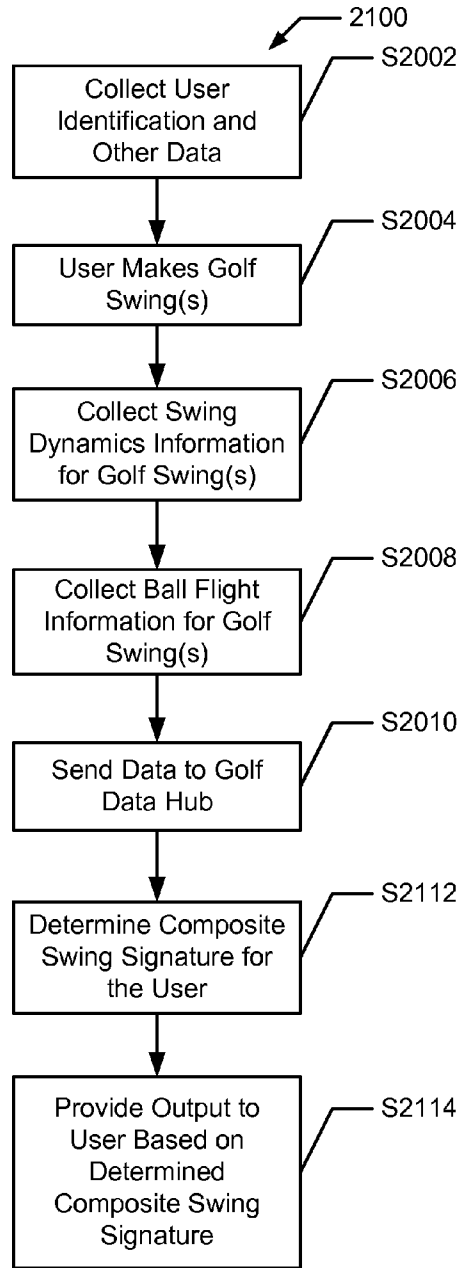 2100
S2002
Collect User
Identification and
Other Data
S2004
User Makes Golf
Swing(s)
S2006
Collect Swing
Dynamics Information
for Golf Swing(s)
S2008
Collect Ball Flight
Information for Golf
Swing(s)
S2010
Send Data to Golf
Data Hub
S2112
Determine Composite
Swing Signature for
the User
S2114
Provide Output to
User Based on
Determined
Composite Swing
Signature